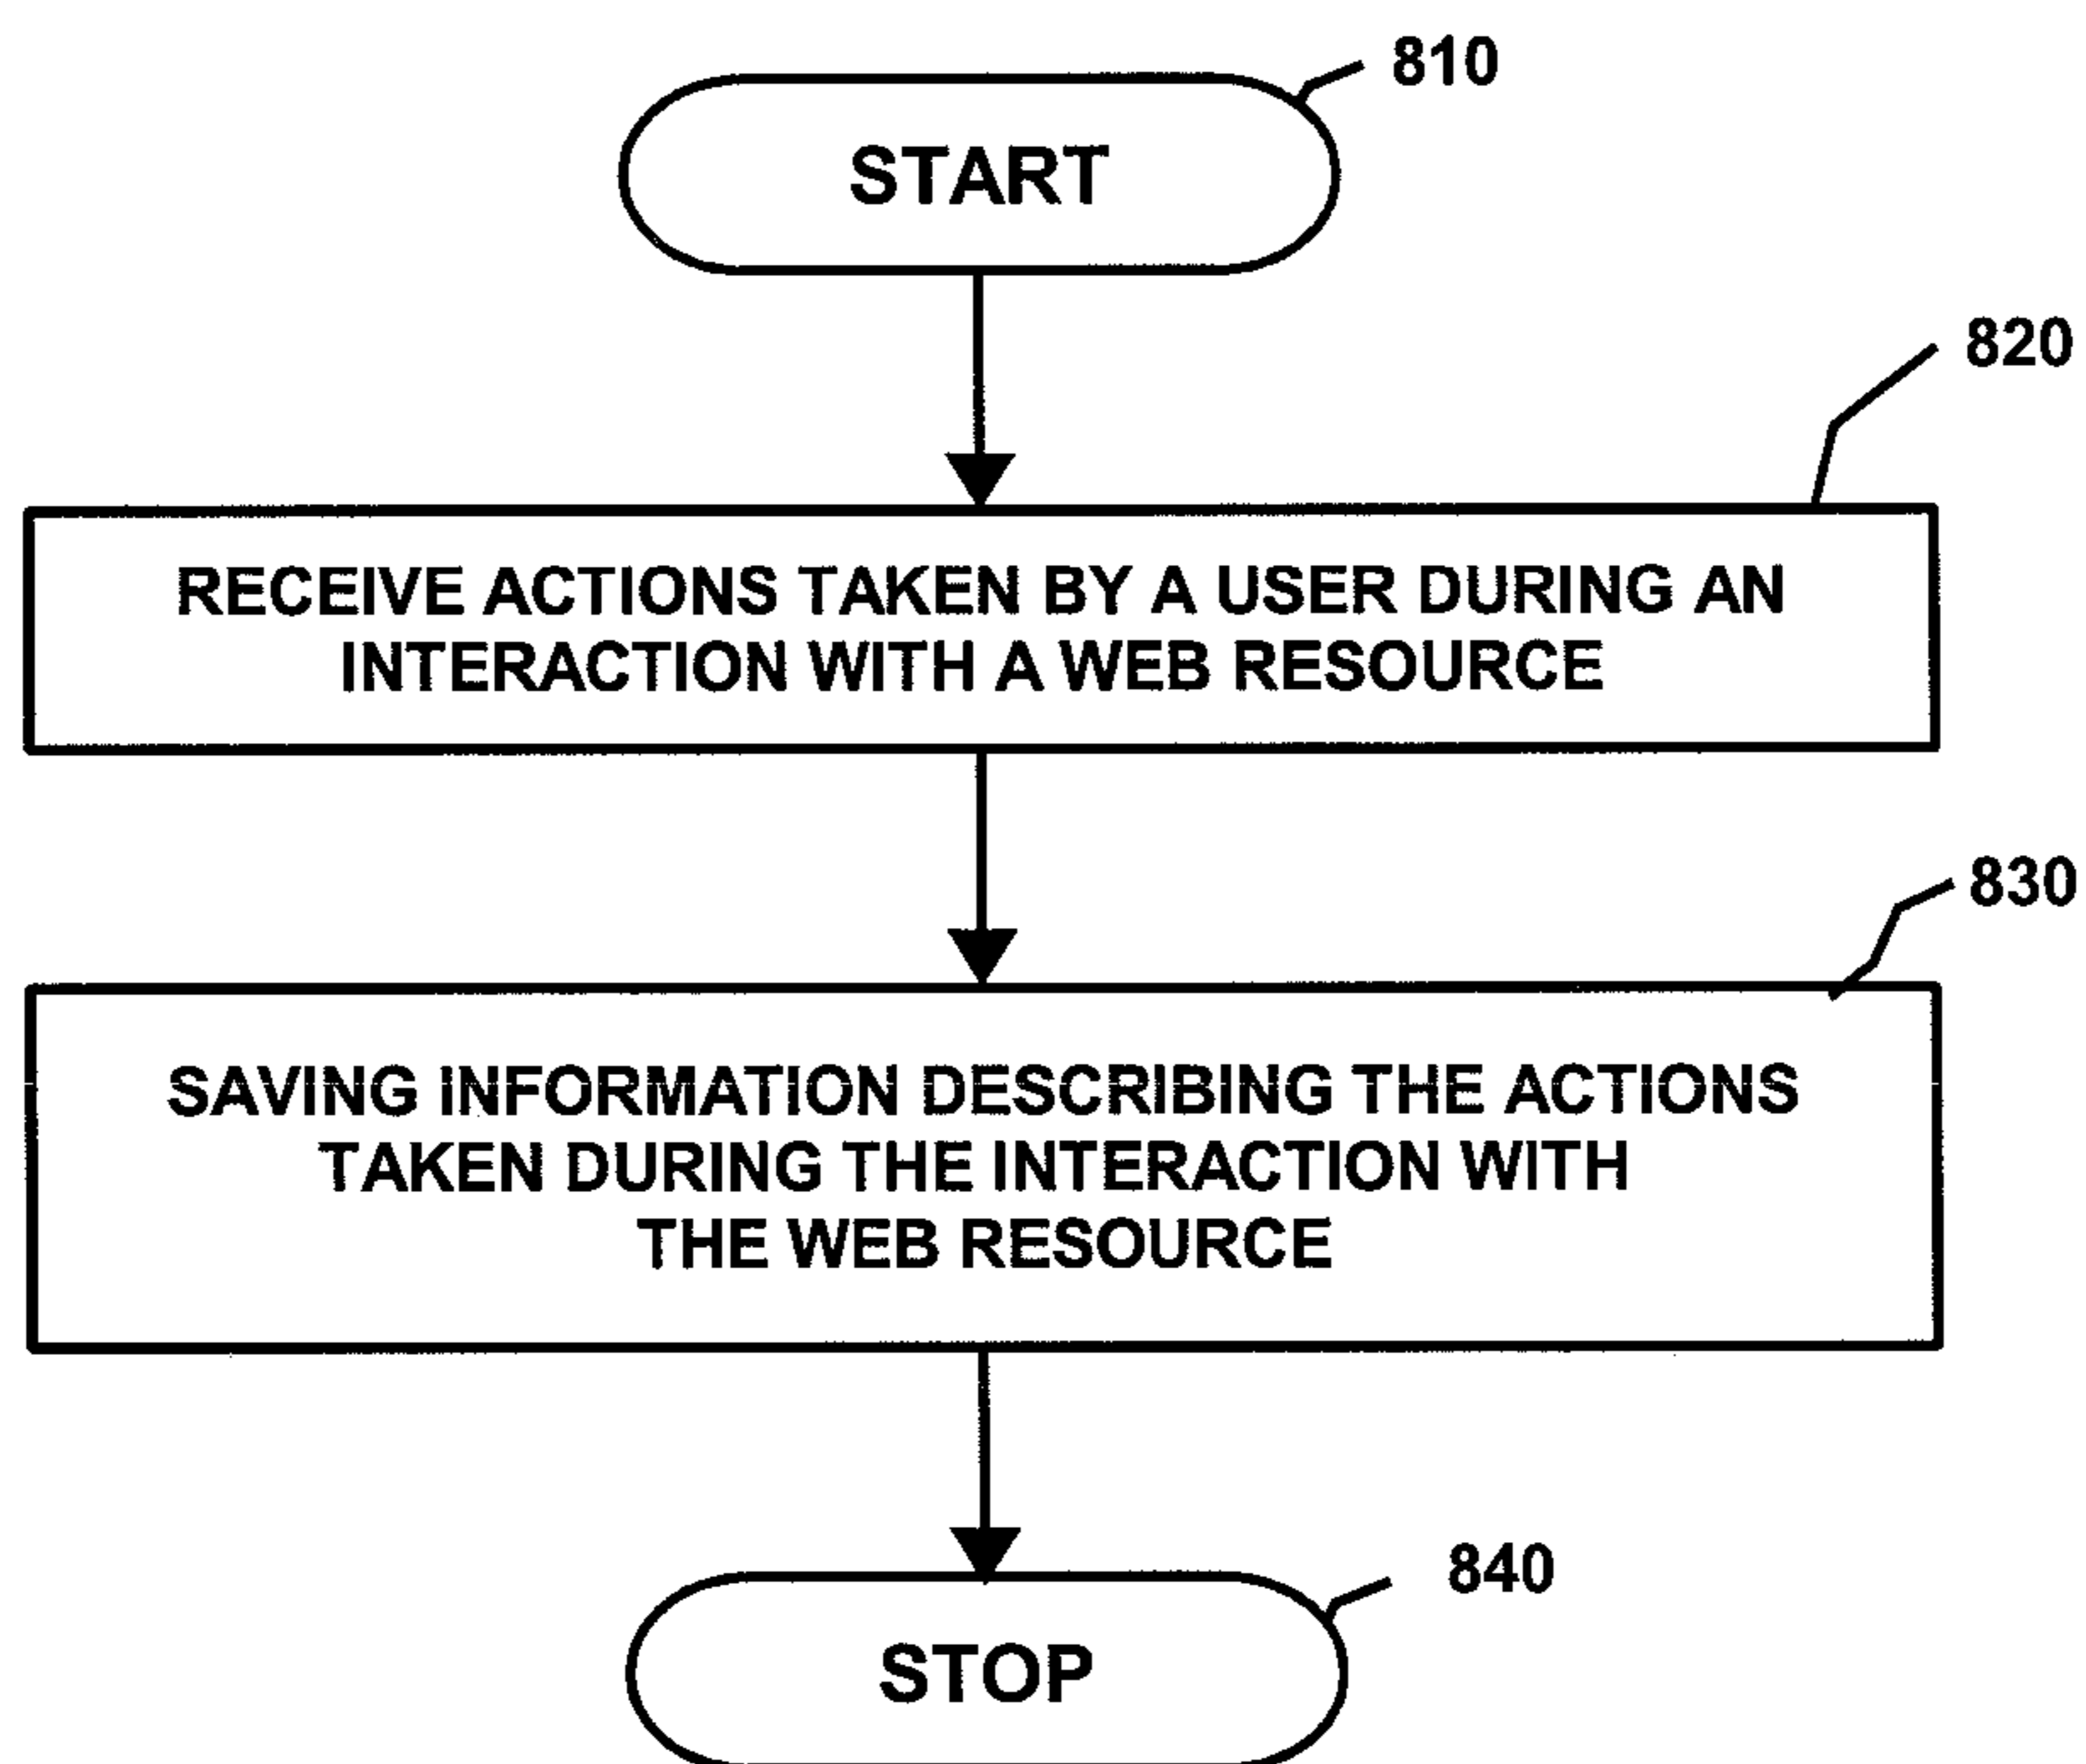 810
START
820
RECEIVE ACTIONS TAKEN BY A USER DURING AN
INTERACTION WITH A WEB RESOURCE
830
SAVING INFORMATION DESCRIBING THE ACTIONS
TAKEN DURING THE INTERACTION WITH
THE WEB RESOURCE
840
STOP